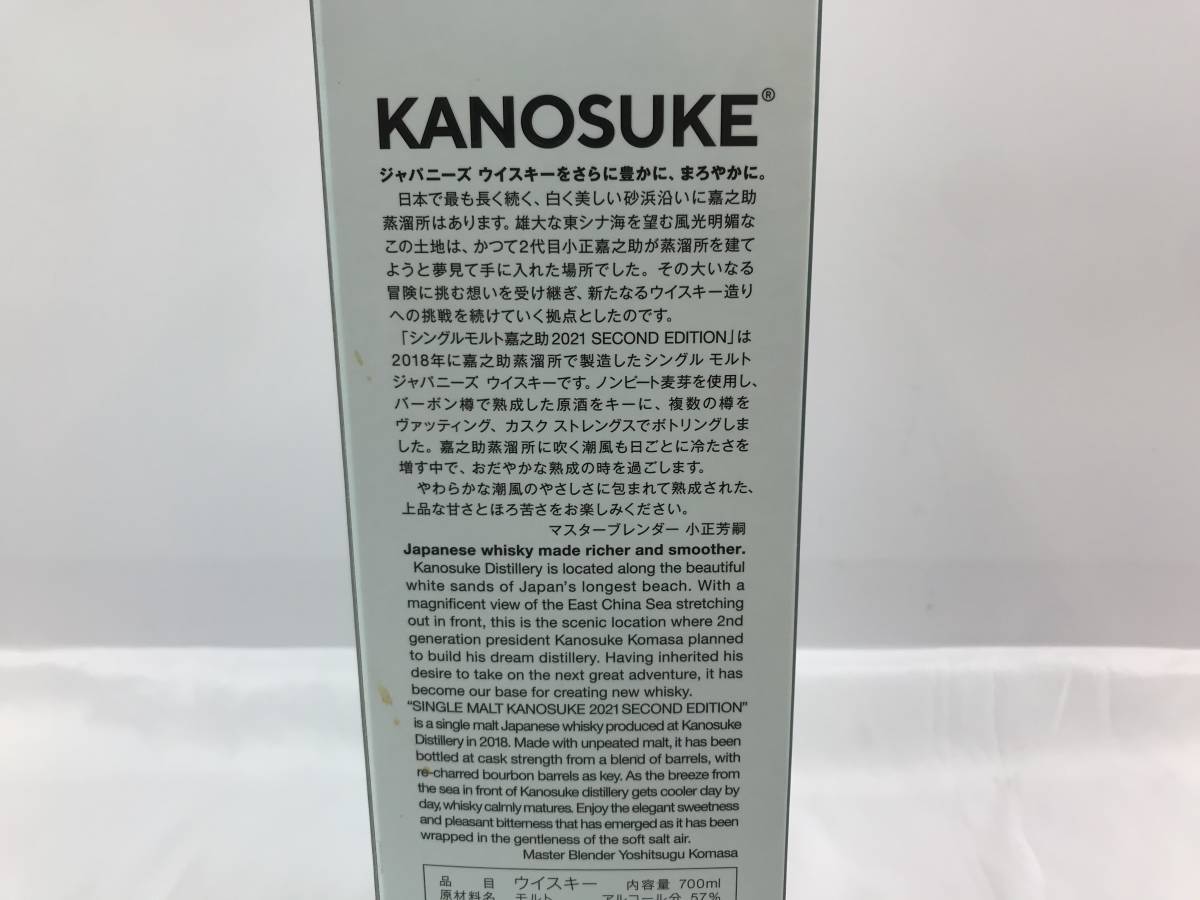 KANOSUKE®
ジャパニーズ ウイスキーをさらに豊かに、まろやかに。
日本で最も長く続く、白く美しい砂浜沿いに嘉之助
蒸溜所はあります。雄大な東シナ海を望む風光明媚な
この土地は、かつて2代目小正嘉之助が蒸溜所を建て
ようと夢見て手に入れた場所でした。その大いなる
冒険に挑む想いを受け継ぎ、新たなるウイスキー造り
への挑戦を続けていく拠点としたのです。
「シングルモルト嘉之助2021 SECOND EDITION」は
2018年に嘉之助蒸溜所で製造したシングル モルト
ジャパニーズ ウイスキーです。ノンピート麦芽を使用し、
バーボン樽で熟成した原酒をキーに、複数の樽を
ヴァッティング、カスク ストレングスでボトリングしま
した。嘉之助蒸溜所に吹く潮風も日ごとに冷たさを
増す中で、おだやかな熟成の時を過ごします。
やわらかな潮風のやさしさに包まれて熟成された、
上品な甘さとほろ苦さをお楽しみください。
マスターブレンダー 小正芳嗣
Japanese whisky made richer and smoother.
Kanosuke Distillery is located along the beautiful
white sands of Japan's longest beach. With a
magnificent view of the East China Sea stretching
out in front, this is the scenic location where 2nd
generation president Kanosuke Komasa planned
to build his dream distillery. Having inherited his
desire to take on the next great adventure, it has
become our base for creating new whisky.
"SINGLE MALT KANOSUKE 2021 SECOND EDITION"
is a single malt Japanese whisky produced at Kanosuke
Distillery in 2018. Made with unpeated malt, it has been
bottled at cask strength from a blend of barrels, with
re-charred bourbon barrels as key. As the breeze from
the sea in front of Kanosuke distillery gets cooler day by
day, whisky calmly matures. Enjoy the elegant sweetness
and pleasant bitterness that has emerged as it has been
wrapped in the gentleness of the soft salt air.
Master Blender Yoshitsugu Komasa
品 目 ウイスキー 内容量 700ml
原材料名 モルト アルコール分 57%